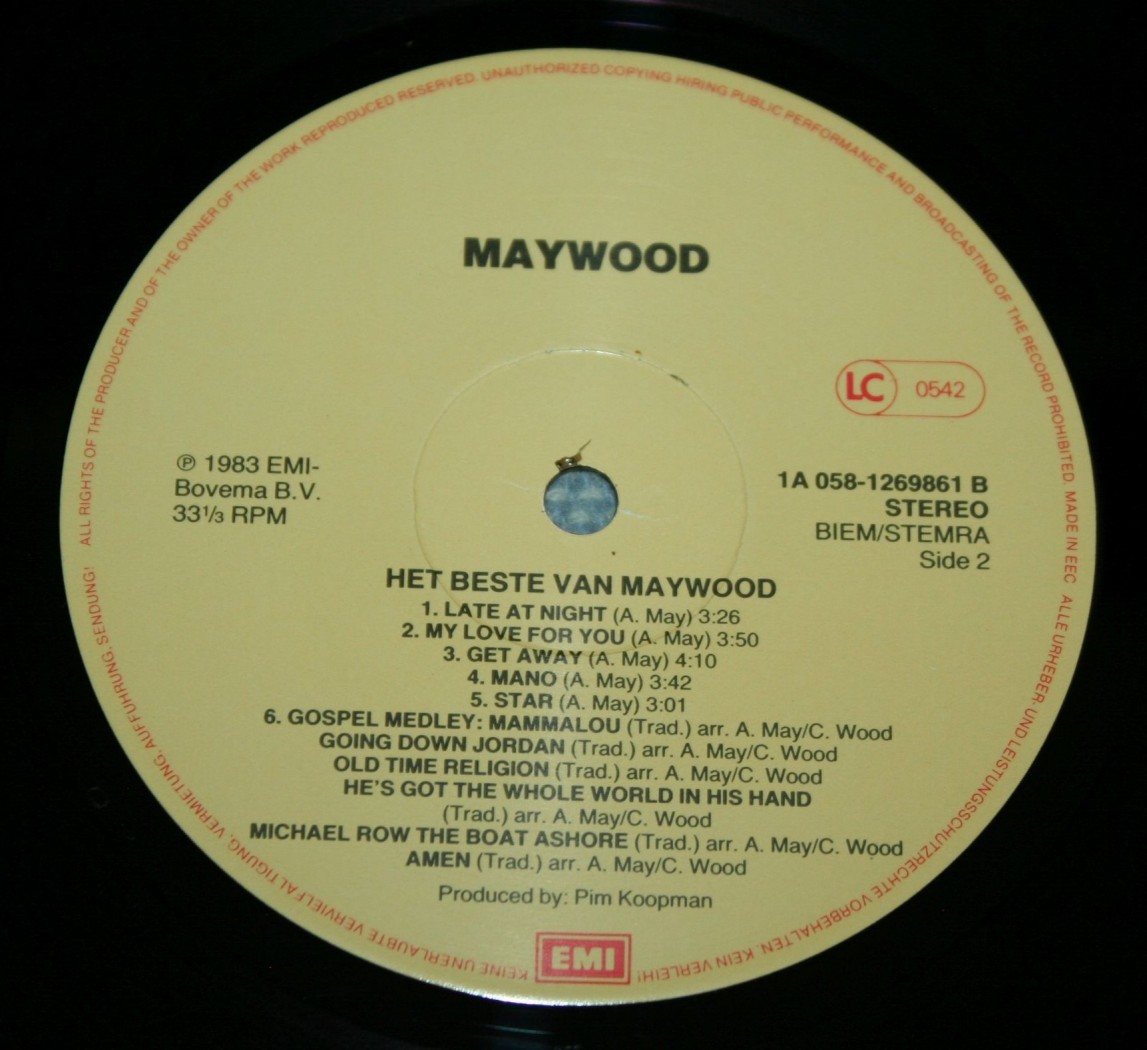 MAYWOOD
LC 0542
℗ 1983 EMI-
Bovema B.V.
33⅓ RPM
1A 058-1269861 B
STEREO
BIEM/STEMRA
Side 2
HET BESTE VAN MAYWOOD
1. LATE AT NIGHT (A. May) 3:26
2. MY LOVE FOR YOU (A. May) 3:50
3. GET AWAY (A. May) 4:10
4. MANO (A. May) 3:42
5. STAR (A. May) 3:01
6. GOSPEL MEDLEY: MAMMALOU (Trad.) arr. A. May/C. Wood
GOING DOWN JORDAN (Trad.) arr. A. May/C. Wood
OLD TIME RELIGION (Trad.) arr. A. May/C. Wood
HE'S GOT THE WHOLE WORLD IN HIS HAND
(Trad.) arr. A. May/C. Wood
MICHAEL ROW THE BOAT ASHORE (Trad.) arr. A. May/C. Wood
AMEN (Trad.) arr. A. May/C. Wood
Produced by: Pim Koopman
EMI
ALL RIGHTS OF THE PRODUCER AND OF THE OWNER OF THE WORK REPRODUCED RESERVED. UNAUTHORIZED COPYING HIRING PUBLIC PERFORMANCE AND BROADCASTING OF THE RECORD PROHIBITED. MADE IN EEC ALLE URHEBER- UND LEISTUNGSSCHUTZRECHTE VORBEHALTEN. KEIN VERLEIH! KEINE UNERLAUBTE VERVIELFÄLTIGUNG, VERMIETUNG, AUFFÜHRUNG, SENDUNG!